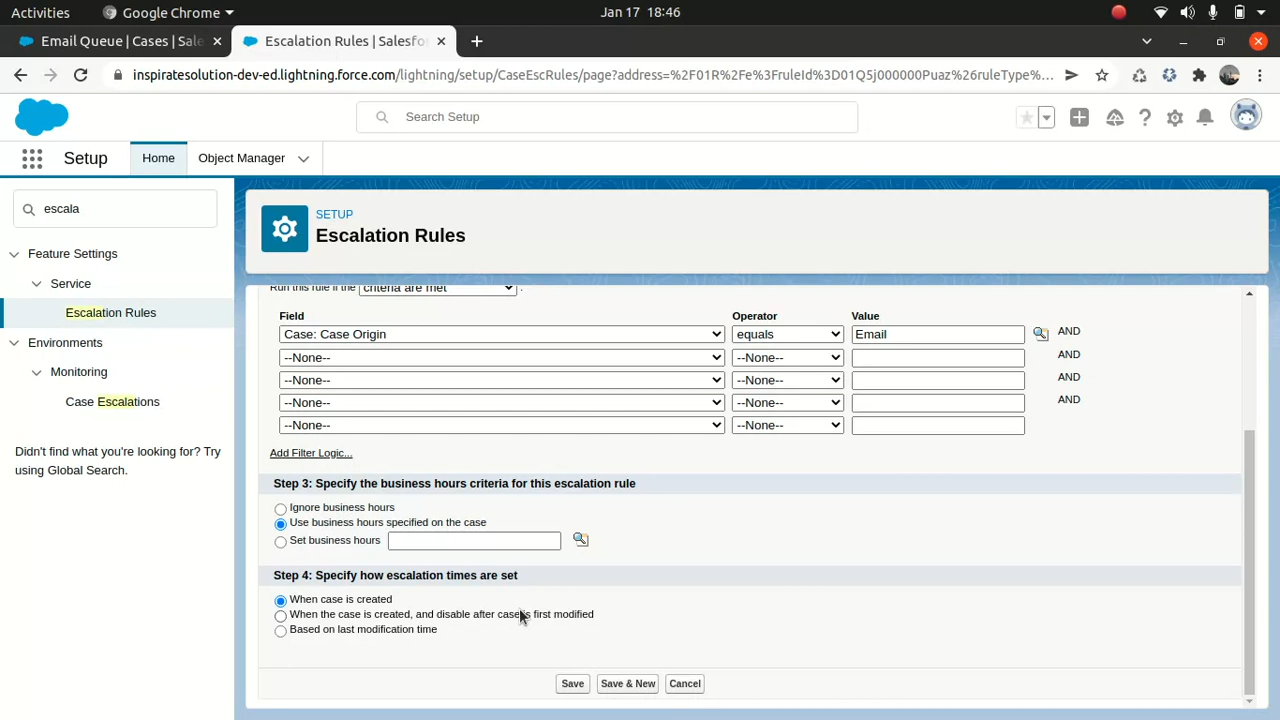 Activities
Google Chrome
Jan 17 18:46
Email Queue | Cases | Sale
Escalation Rules | Salesfo
inspiratesolution-dev-ed.lightning.force.com/lightning/setup/CaseEscRules/page?address=%2F01R%2Fe%3FruleId%3D01Q5j000000Puaz%26ruleType%...
Search Setup
Setup
Home
Object Manager
escala
Feature Settings
Service
Escalation Rules
Environments
Monitoring
Case Escalations
Didn't find what you're looking for? Try
using Global Search.
SETUP
Escalation Rules
Run this rule if the criteria are met .
Field Operator Value
Case: Case Origin equals Email AND
--None-- --None-- AND
--None-- --None-- AND
--None-- --None-- AND
--None-- --None--
Add Filter Logic...
Step 3: Specify the business hours criteria for this escalation rule
Ignore business hours
Use business hours specified on the case
Set business hours
Step 4: Specify how escalation times are set
When case is created
When the case is created, and disable after case is first modified
Based on last modification time
Save Save & New Cancel